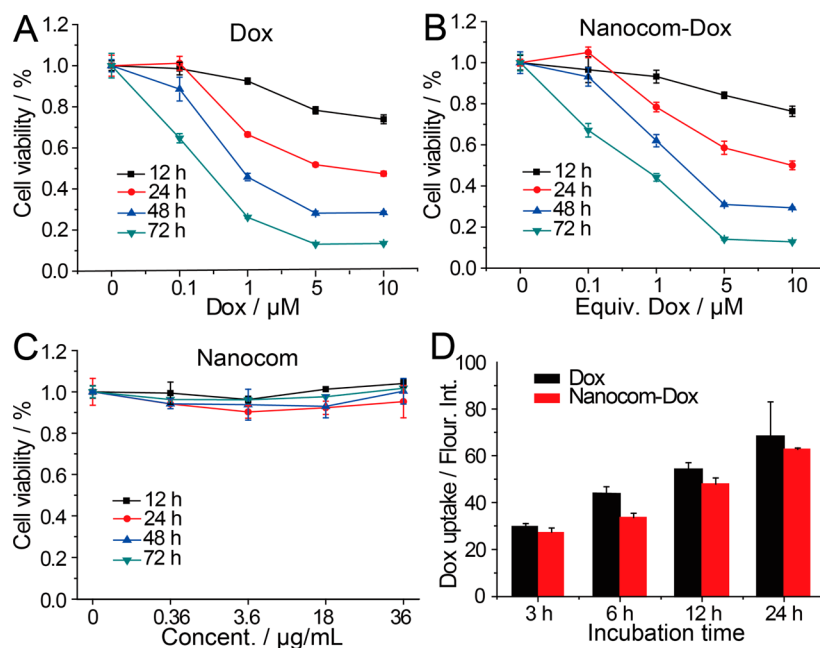 A
Dox
Cell viability / %
1.2
1.0
0.8
0.6
0.4
0.2
0.0
12 h
24 h
48 h
72 h
0 0.1 1 5 10
Dox / µM
B
Nanocom-Dox
Cell viability / %
1.2
1.0
0.8
0.6
0.4
0.2
0.0
12 h
24 h
48 h
72 h
0 0.1 1 5 10
Equiv. Dox / µM
C
Nanocom
Cell viability / %
1.2
1.0
0.8
0.6
0.4
0.2
0.0
12 h
24 h
48 h
72 h
0 0.36 3.6 18 36
Concent. / µg/mL
D
Dox
Nanocom-Dox
Dox uptake / Flour. Int.
100
80
60
40
20
0
3 h 6 h 12 h 24 h
Incubation time